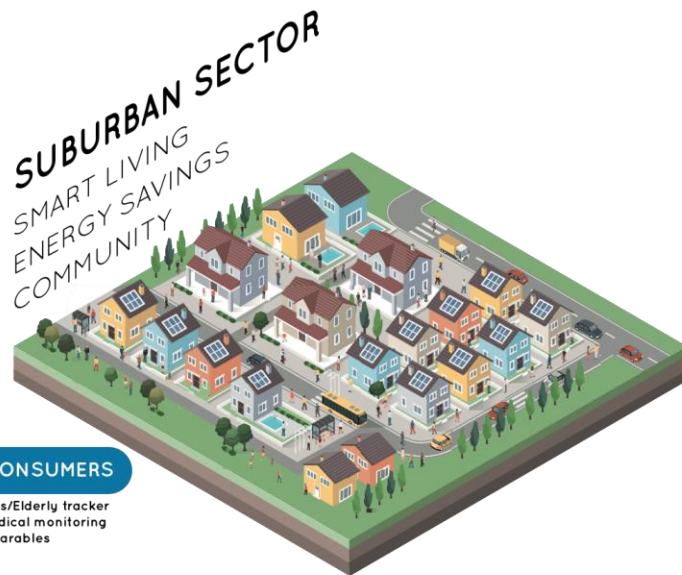 SUBURBAN SECTOR
SMART LIVING
ENERGY SAVINGS
COMMUNITY
ONSUMERS
s/Elderly tracker
dical monitoring
arables